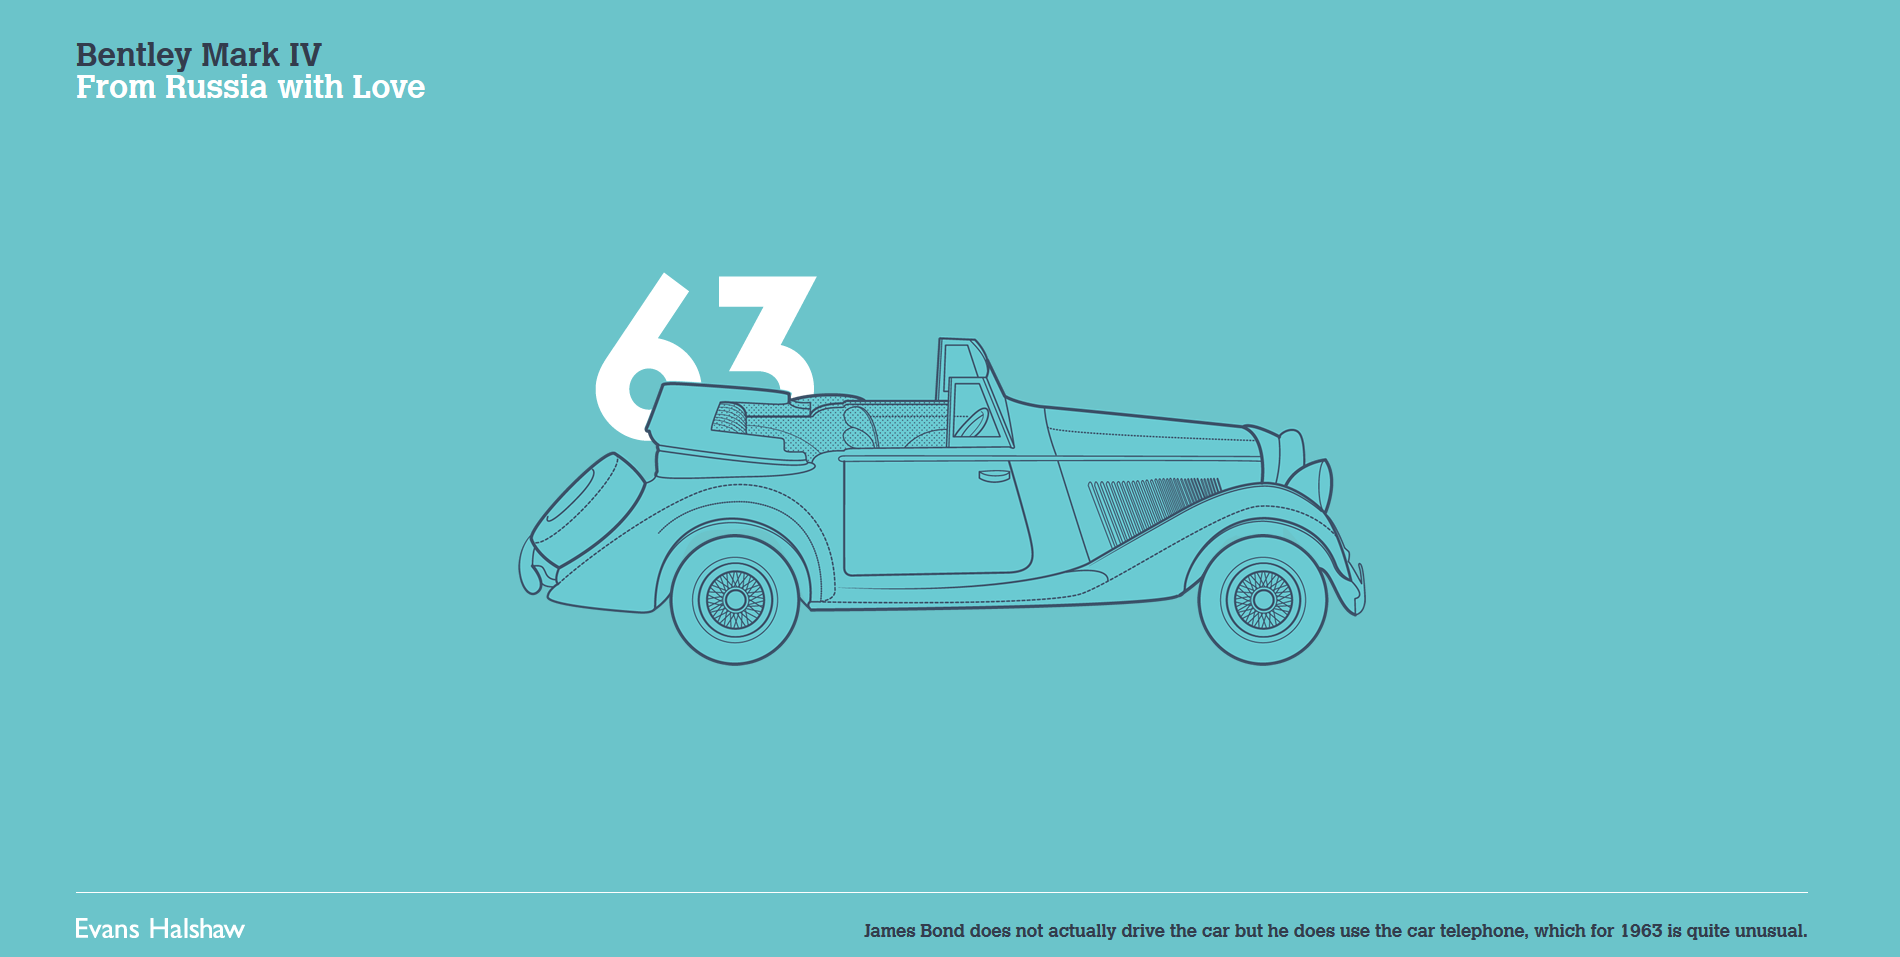 Bentley Mark IV
From Russia with Love
63
Evans Halshaw
James Bond does not actually drive the car but he does use the car telephone, which for 1963 is quite unusual.